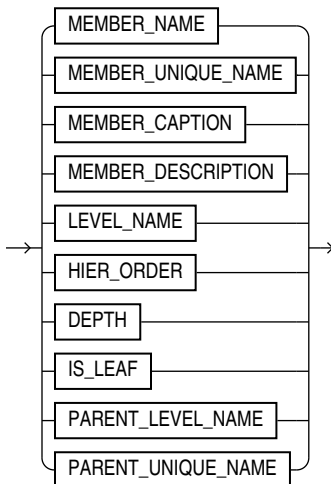 MEMBER_NAME
MEMBER_UNIQUE_NAME
MEMBER_CAPTION
MEMBER_DESCRIPTION
LEVEL_NAME
HIER_ORDER
DEPTH
IS_LEAF
PARENT_LEVEL_NAME
PARENT_UNIQUE_NAME